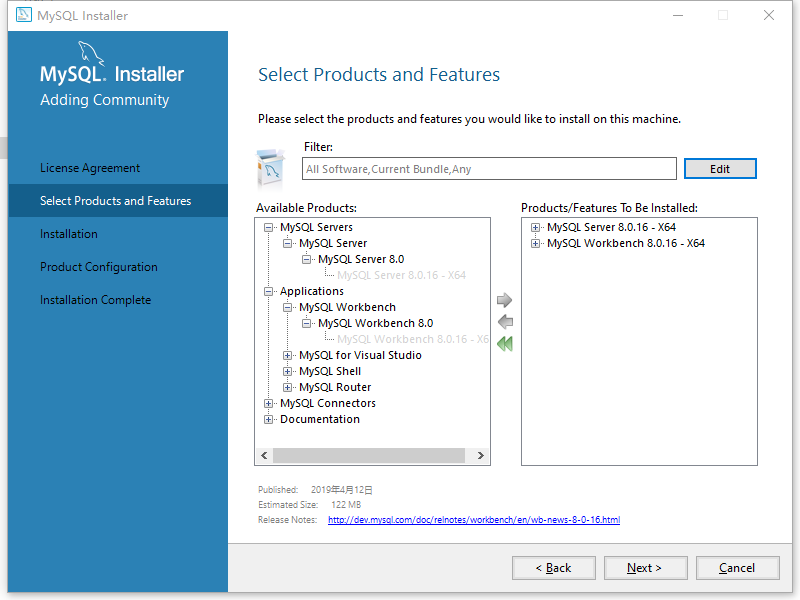 MySQL Installer
MySQL. Installer
Adding Community
License Agreement
Select Products and Features
Installation
Product Configuration
Installation Complete
Select Products and Features
Please select the products and features you would like to install on this machine.
Filter:
All Software,Current Bundle,Any
Edit
Available Products:
MySQL Servers
MySQL Server
MySQL Server 8.0
MySQL Server 8.0.16 - X64
Applications
MySQL Workbench
MySQL Workbench 8.0
MySQL Workbench 8.0.16 - X6
MySQL for Visual Studio
MySQL Shell
MySQL Router
MySQL Connectors
Documentation
Products/Features To Be Installed:
MySQL Server 8.0.16 - X64
MySQL Workbench 8.0.16 - X64
Published: 2019年4月12日
Estimated Size: 122 MB
Release Notes: http://dev.mysql.com/doc/relnotes/workbench/en/wb-news-8-0-16.html
< Back
Next >
Cancel